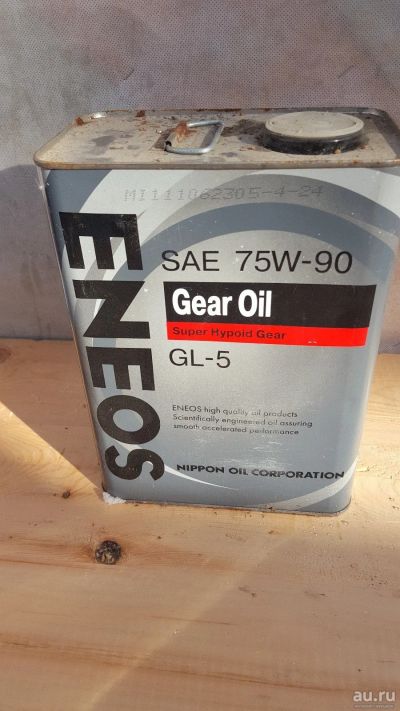 MI111062305-4-24
ENEOS
SAE 75W-90
Gear Oil
Super Hypoid Gear
GL-5
ENEOS high quality oil products
Scientifically engineered oil assuring
smooth accelerated performance
NIPPON OIL CORPORATION
au.ru